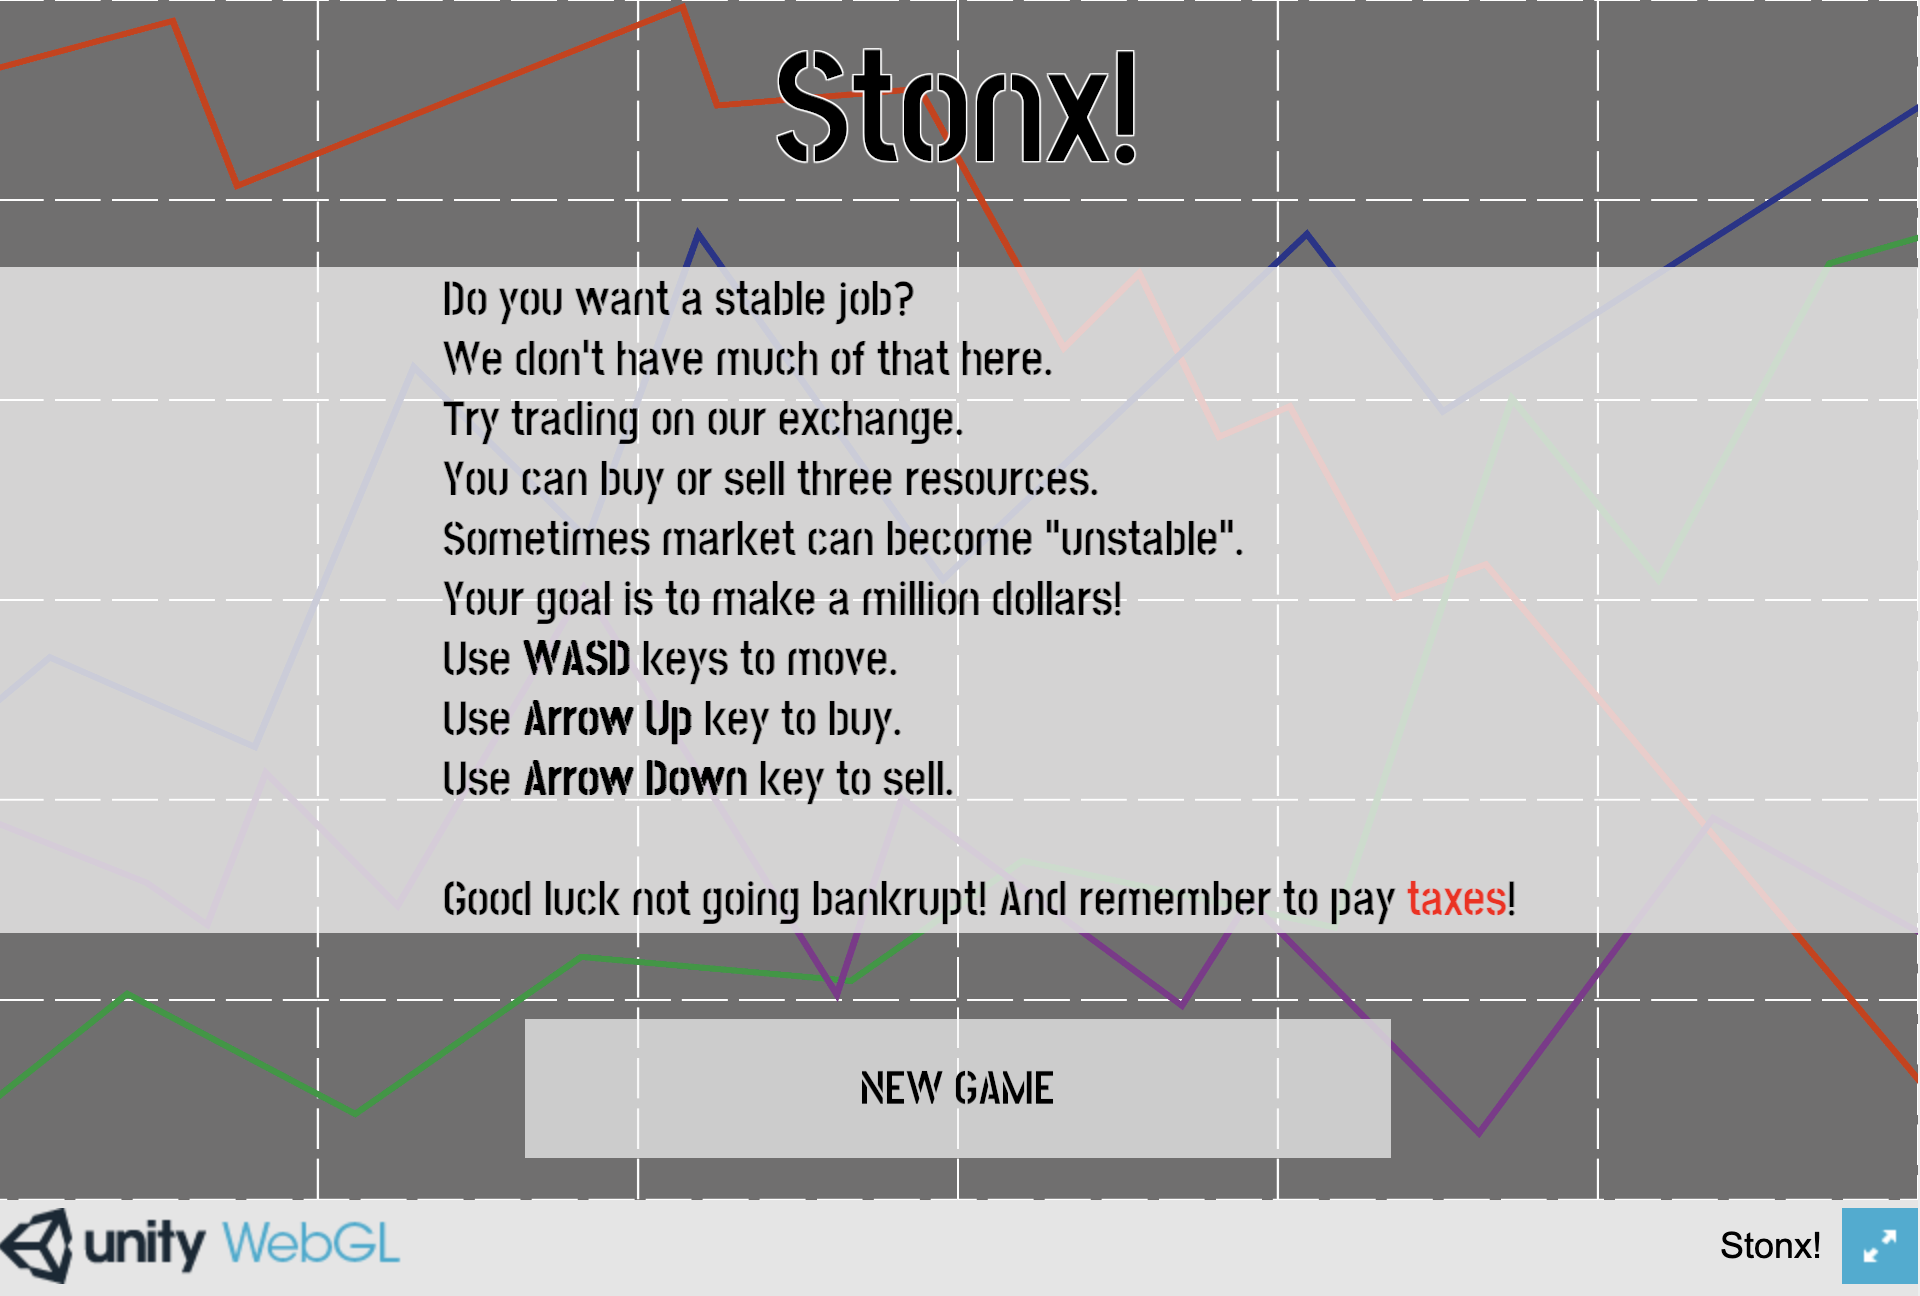 Stonx!
Do you want a stable job?
We don't have much of that here.
Try trading on our exchange.
You can buy or sell three resources.
Sometimes market can become "unstable".
Your goal is to make a million dollars!
Use WASD keys to move.
Use Arrow Up key to buy.
Use Arrow Down key to sell.
Good luck not going bankrupt! And remember to pay taxes!
NEW GAME
unity WebGL
Stonx!